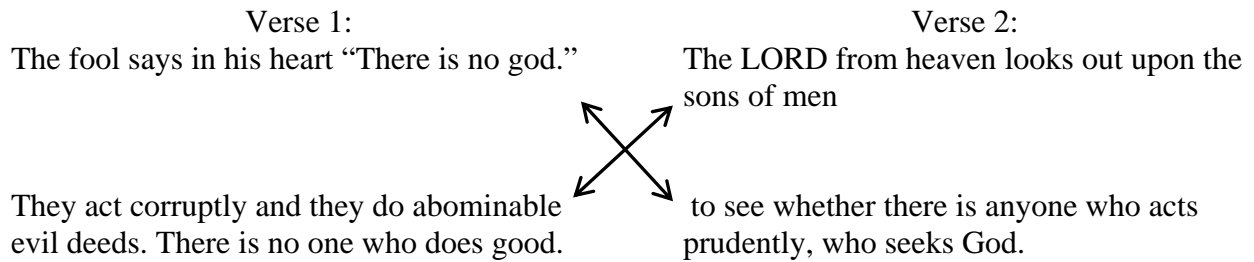 Verse 1:
The fool says in his heart “There is no god.”
They act corruptly and they do abominable
evil deeds. There is no one who does good.
Verse 2:
The LORD from heaven looks out upon the
sons of men
to see whether there is anyone who acts
prudently, who seeks God.